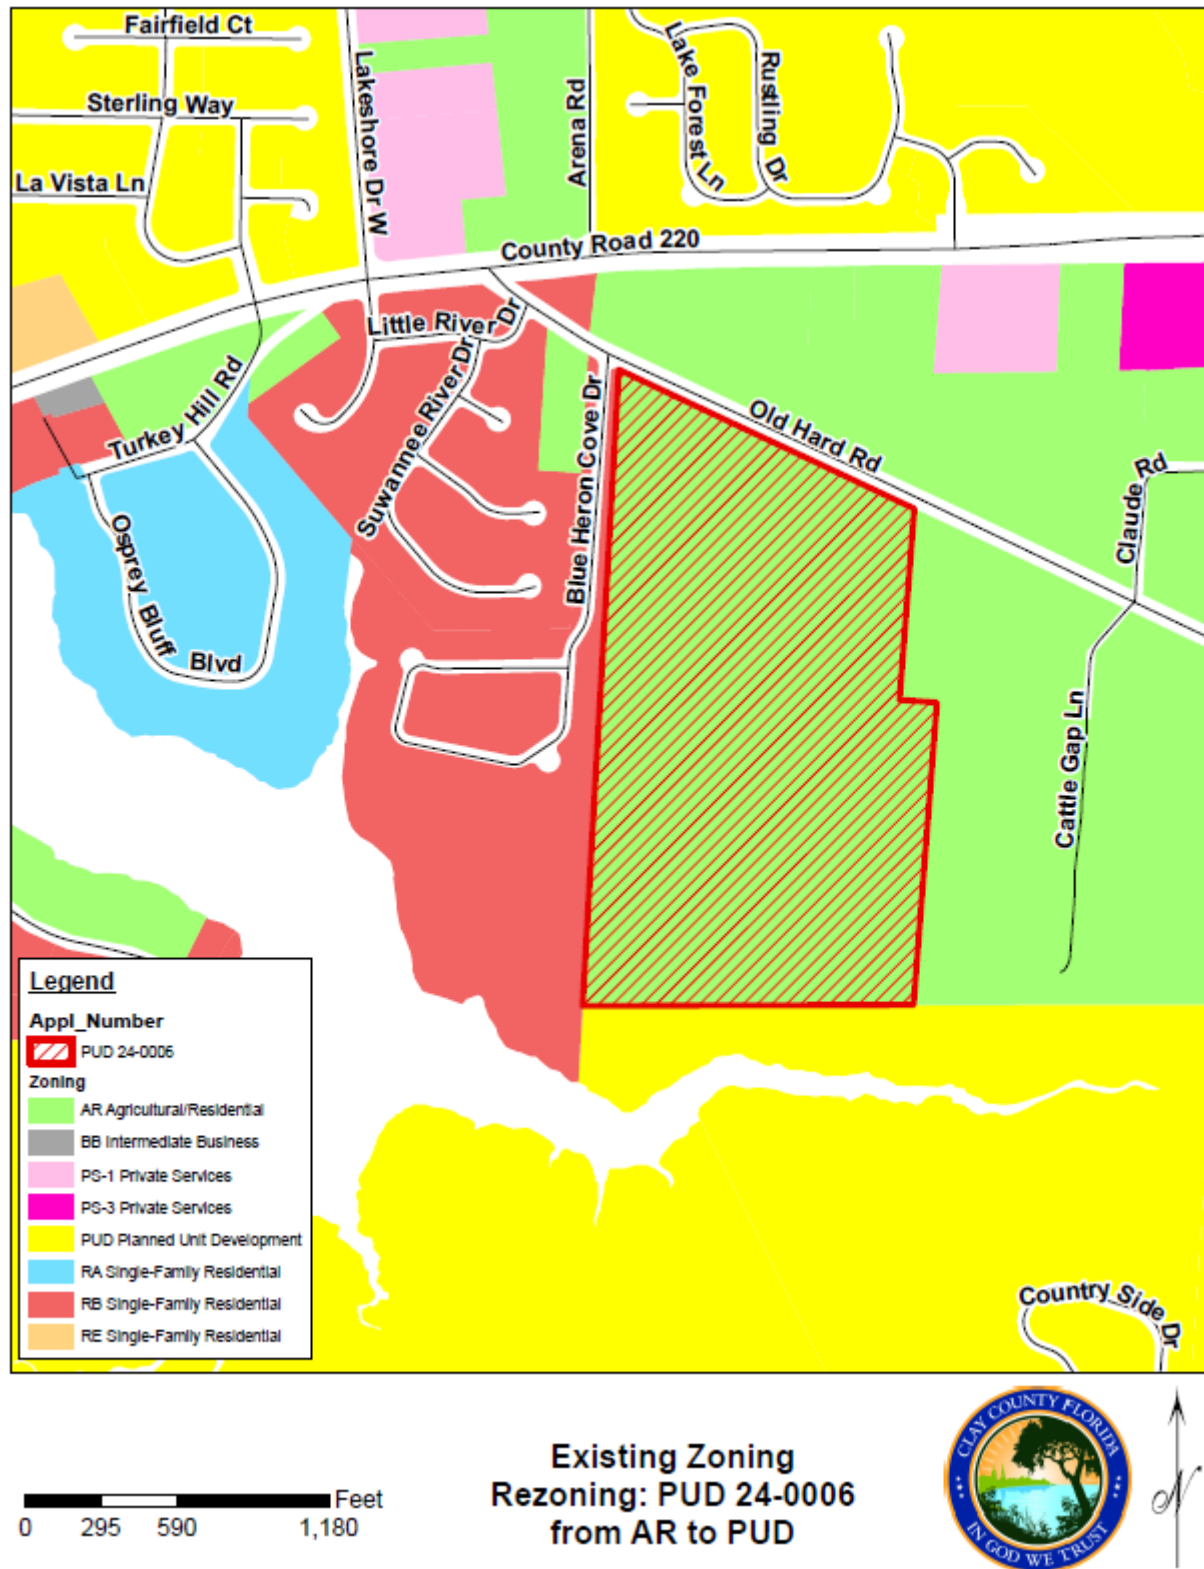 Fairfield Ct
Sterling Way
La Vista Ln
Lakeshore Dr W
Arena Rd
Lake Forest Ln
Rustling Dr
County Road 220
Little River Dr
Turkey Hill Rd
Suwannee River Dr
Blue Heron Cove Dr
Old Hard Rd
Claude Rd
Osprey Bluff Blvd
Cattle Gap Ln
Country Side Dr
Legend
Appl_Number
PUD 24-0006
Zoning
AR Agricultural/Residential
BB Intermediate Business
PS-1 Private Services
PS-3 Private Services
PUD Planned Unit Development
RA Single-Family Residential
RB Single-Family Residential
RE Single-Family Residential
Feet
0 295 590 1,180
Existing Zoning
Rezoning: PUD 24-0006
from AR to PUD
CLAY COUNTY FLORIDA
IN GOD WE TRUST
N